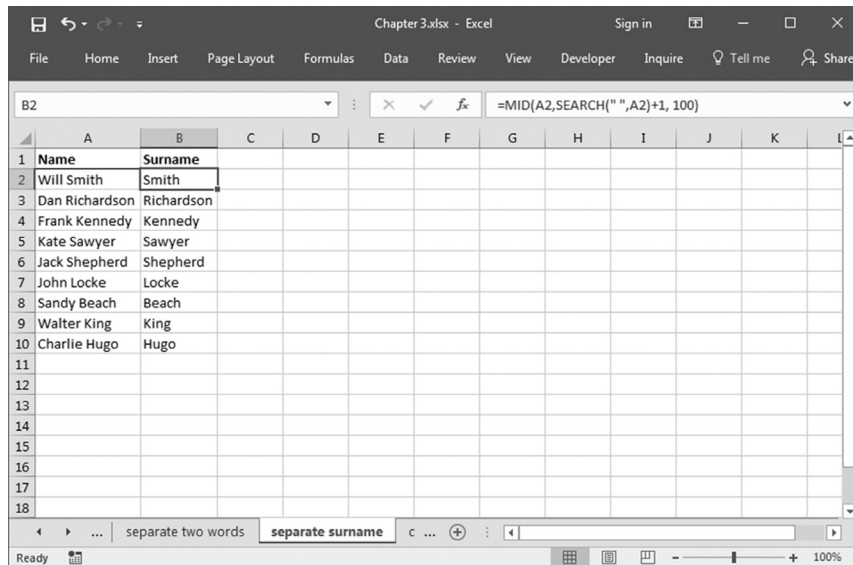 Chapter 3.xlsx - Excel Sign in
File Home Insert Page Layout Formulas Data Review View Developer Inquire Tell me Share
B2 fx =MID(A2,SEARCH(" ",A2)+1, 100)
A B C D E F G H I J K L
1 Name Surname
2 Will Smith Smith
3 Dan Richardson Richardson
4 Frank Kennedy Kennedy
5 Kate Sawyer Sawyer
6 Jack Shepherd Shepherd
7 John Locke Locke
8 Sandy Beach Beach
9 Walter King King
10 Charlie Hugo Hugo
11
12
13
14
15
16
17
18
... separate two words separate surname c ...
Ready 100%